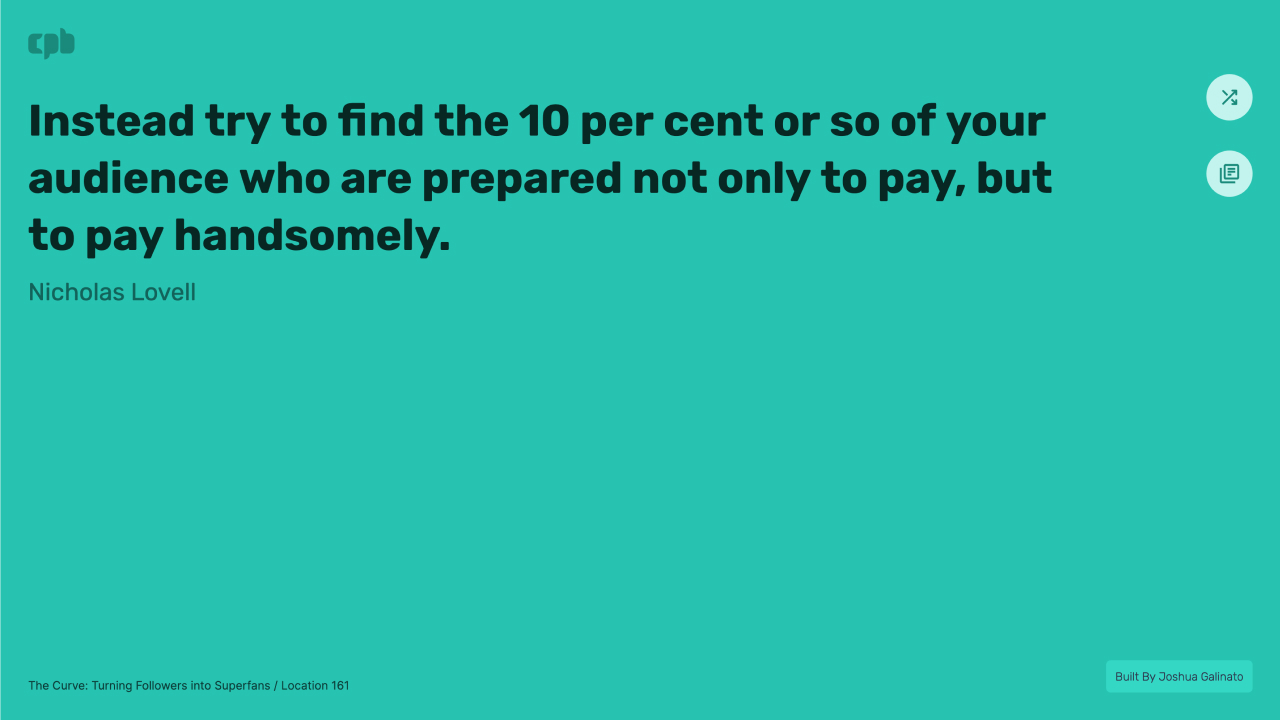 cpb
Instead try to find the 10 per cent or so of your
audience who are prepared not only to pay, but
to pay handsomely.
Nicholas Lovell
The Curve: Turning Followers into Superfans / Location 161
Built By Joshua Galinato